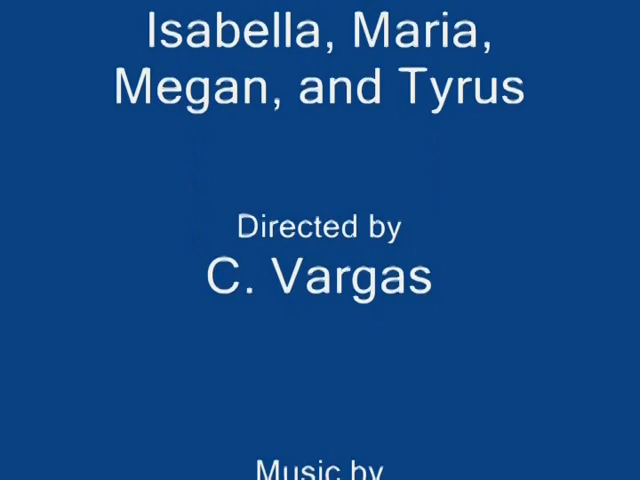 Isabella, Maria,
Megan, and Tyrus
Directed by
C. Vargas
Music by